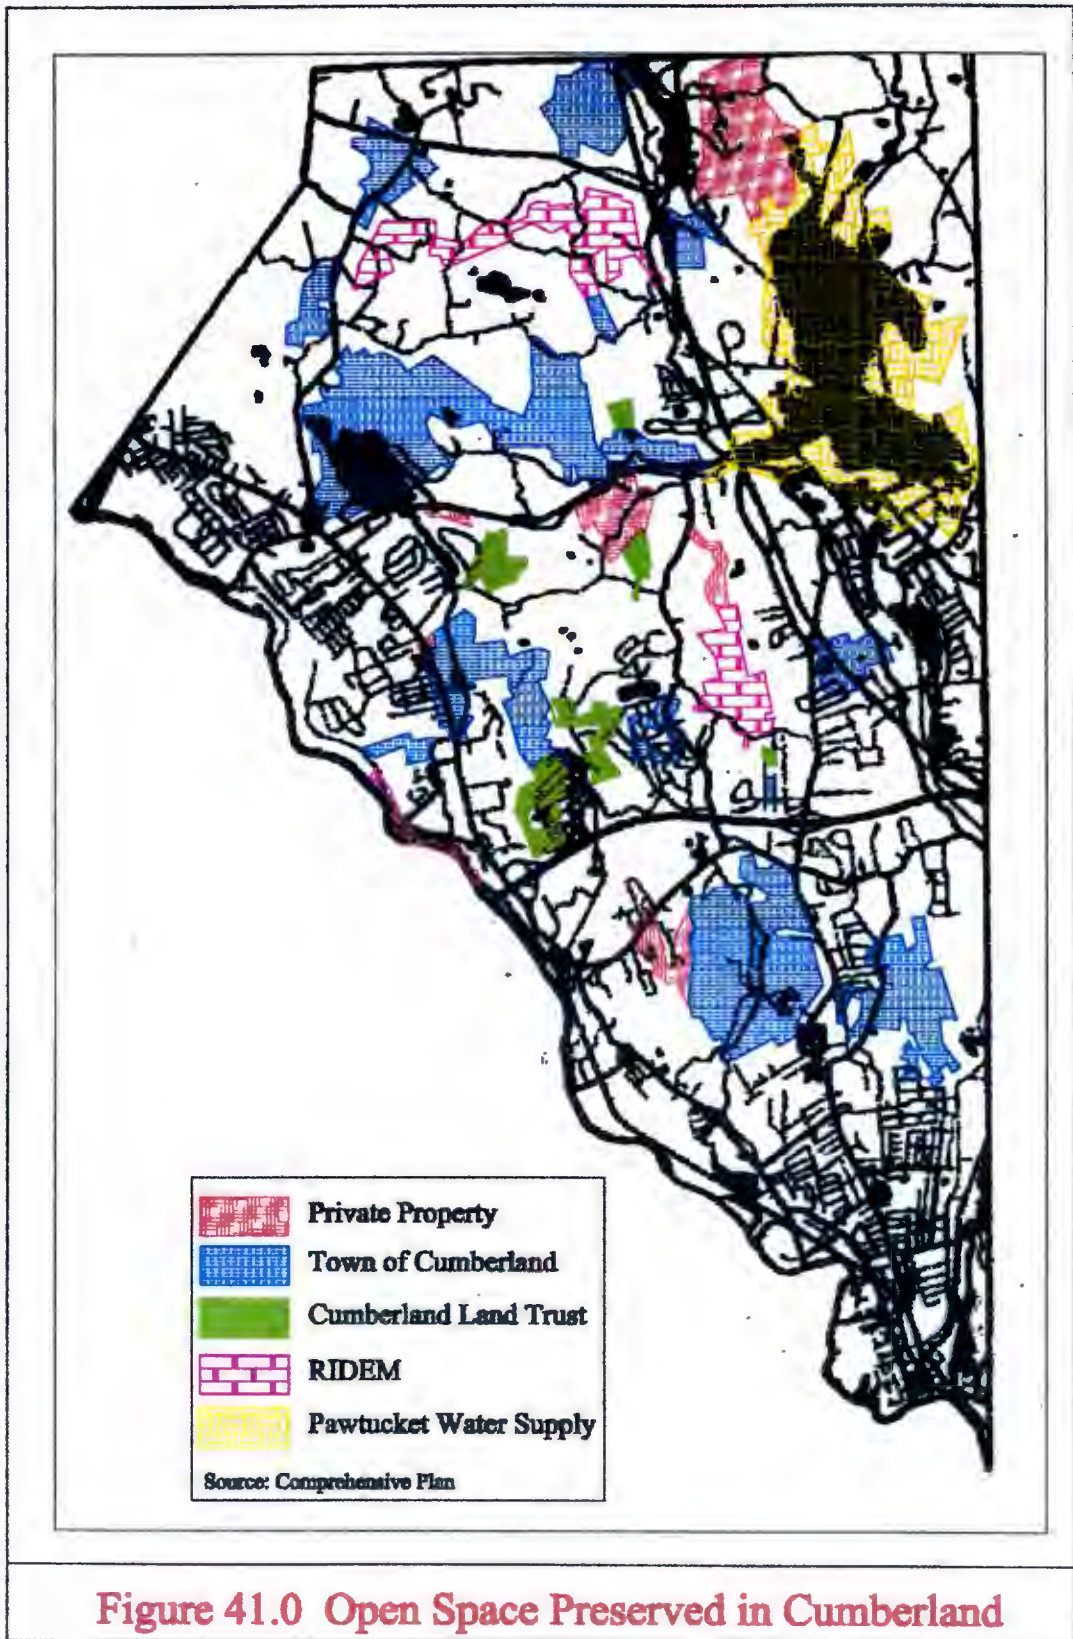 Private Property
Town of Cumberland
Cumberland Land Trust
RIDEM
Pawtucket Water Supply
Source: Comprehensive Plan
Figure 41.0 Open Space Preserved in Cumberland